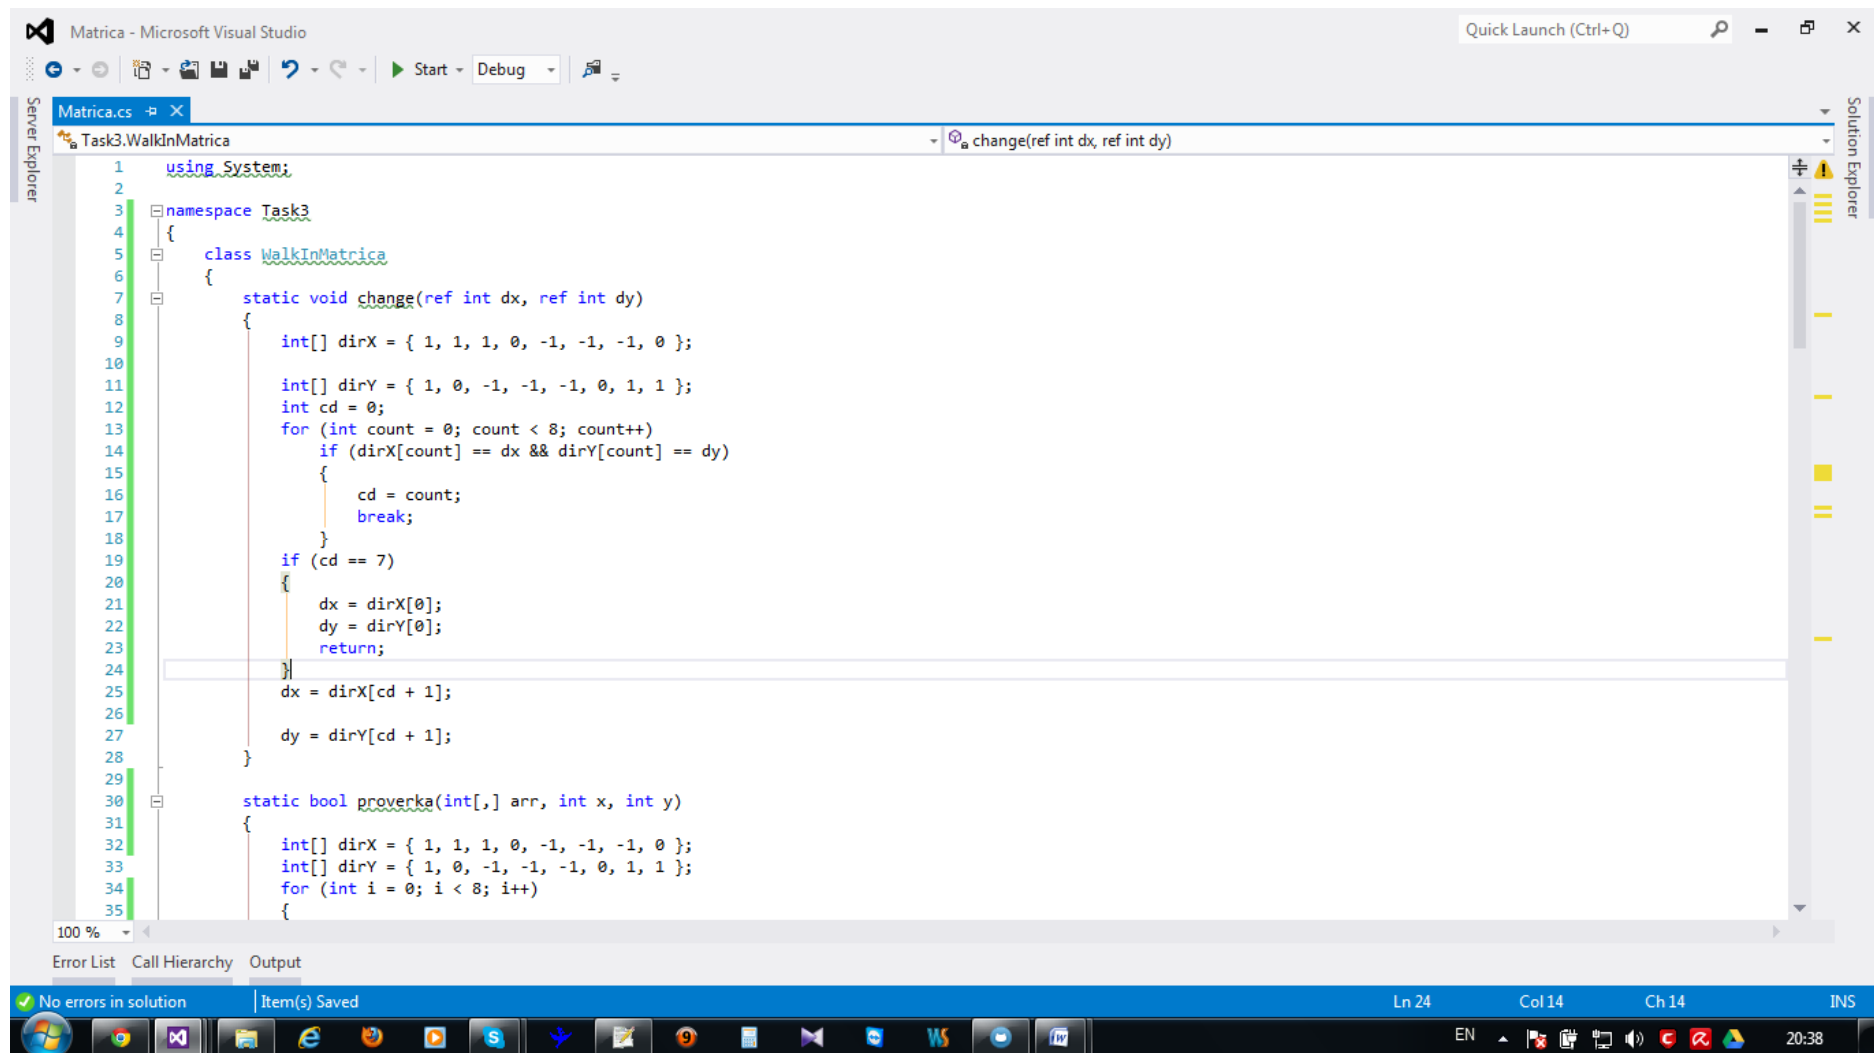 Matrica - Microsoft Visual Studio
Quick Launch (Ctrl+Q)
Start
Debug
Server Explorer
Solution Explorer
Matrica.cs
Task3.WalkInMatrica
change(ref int dx, ref int dy)
1 using System;
2
3 namespace Task3
4 {
5 class WalkInMatrica
6 {
7 static void change(ref int dx, ref int dy)
8 {
9 int[] dirX = { 1, 1, 1, 0, -1, -1, -1, 0 };
10
11 int[] dirY = { 1, 0, -1, -1, -1, 0, 1, 1 };
12 int cd = 0;
13 for (int count = 0; count < 8; count++)
14 if (dirX[count] == dx && dirY[count] == dy)
15 {
16 cd = count;
17 break;
18 }
19 if (cd == 7)
20 {
21 dx = dirX[0];
22 dy = dirY[0];
23 return;
24 }
25 dx = dirX[cd + 1];
26
27 dy = dirY[cd + 1];
28 }
29
30 static bool proverka(int[,] arr, int x, int y)
31 {
32 int[] dirX = { 1, 1, 1, 0, -1, -1, -1, 0 };
33 int[] dirY = { 1, 0, -1, -1, -1, 0, 1, 1 };
34 for (int i = 0; i < 8; i++)
35 {
100 %
Error List Call Hierarchy Output
No errors in solution
Item(s) Saved
Ln 24
Col 14
Ch 14
INS
EN
20:38